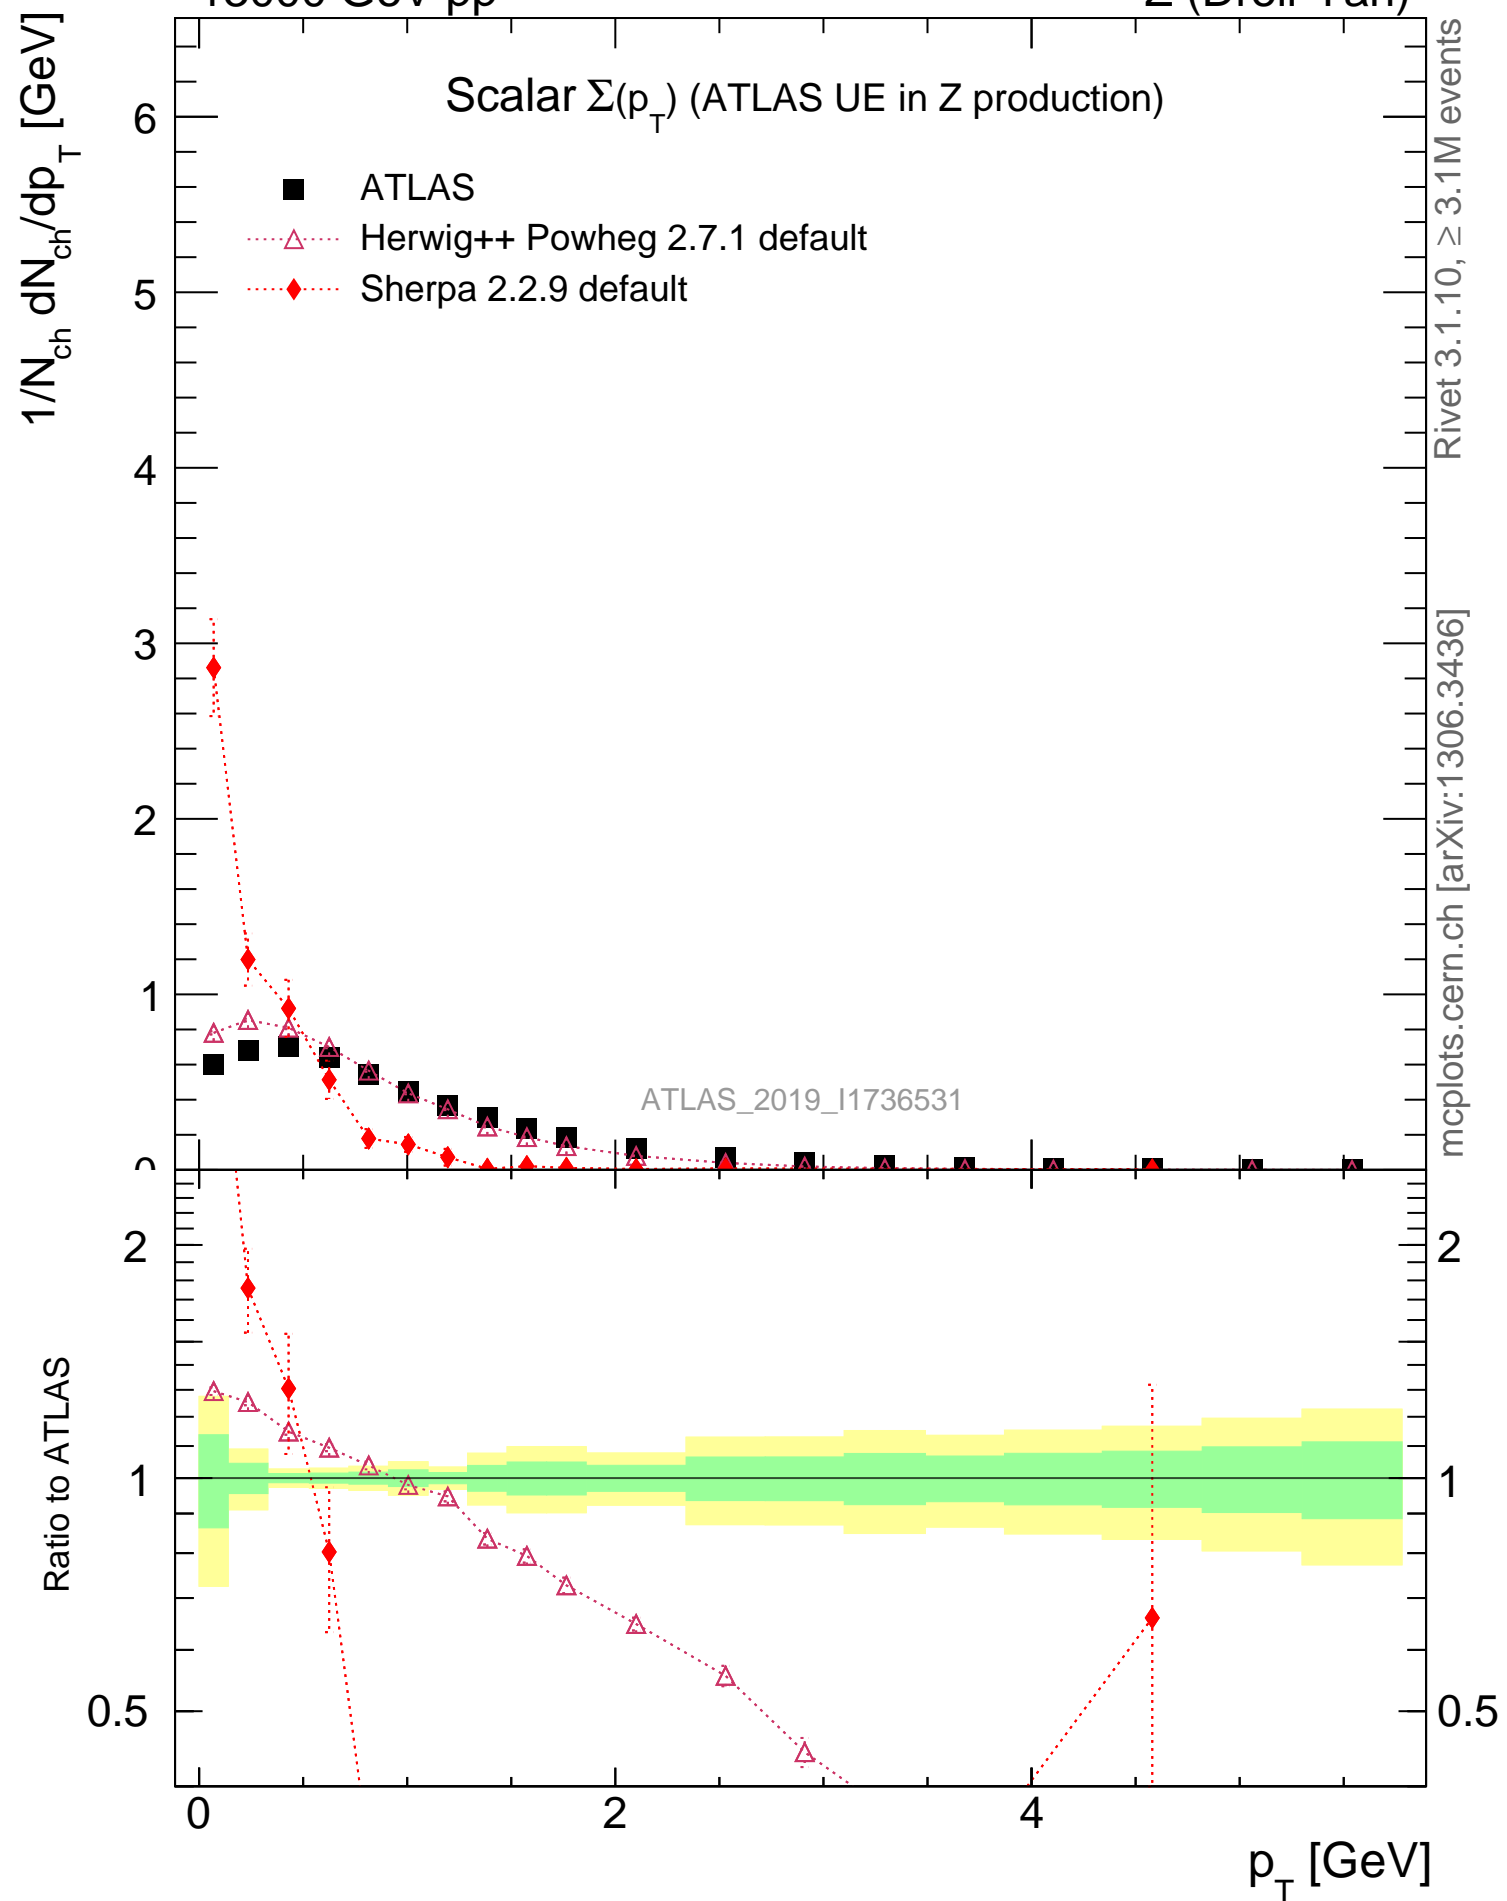 Scalar Σ(p_T) (ATLAS UE in Z production)
ATLAS
Herwig++ Powheg 2.7.1 default
Sherpa 2.2.9 default
1/N_ch dN_ch/dp_T [GeV]
6
5
4
3
2
1
0
ATLAS_2019_I1736531
Rivet 3.1.10, ≥ 3.1M events
mcplots.cern.ch [arXiv:1306.3436]
Ratio to ATLAS
2
1
0.5
2
1
0.5
0
2
4
p_T [GeV]